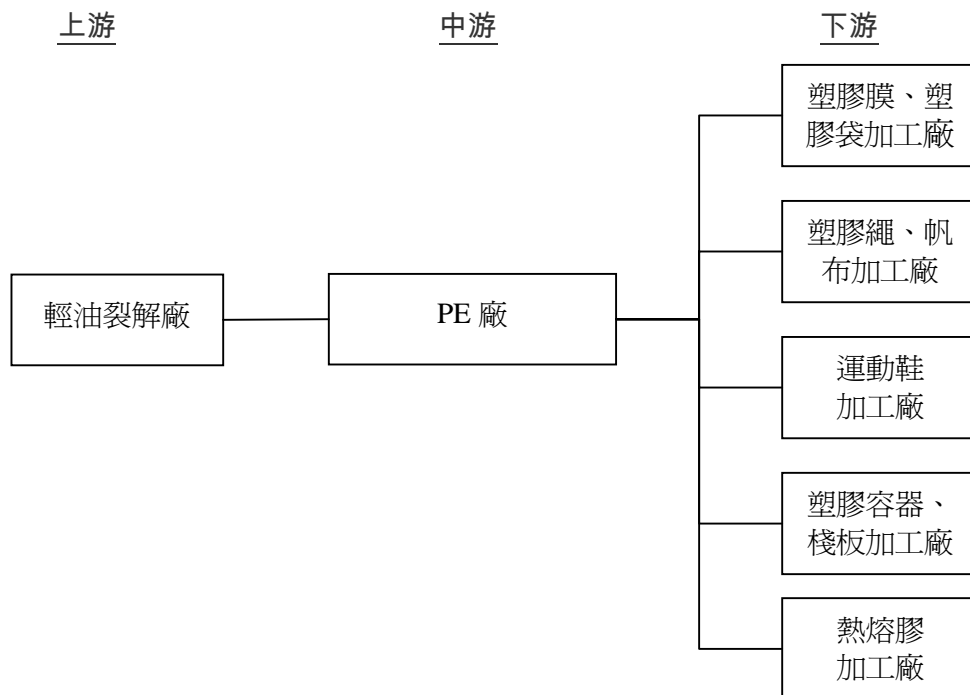 上游
中游
下游
塑膠膜、塑
膠袋加工廠
塑膠繩、帆
布加工廠
輕油裂解廠
PE 廠
運動鞋
加工廠
塑膠容器、
棧板加工廠
熱熔膠
加工廠